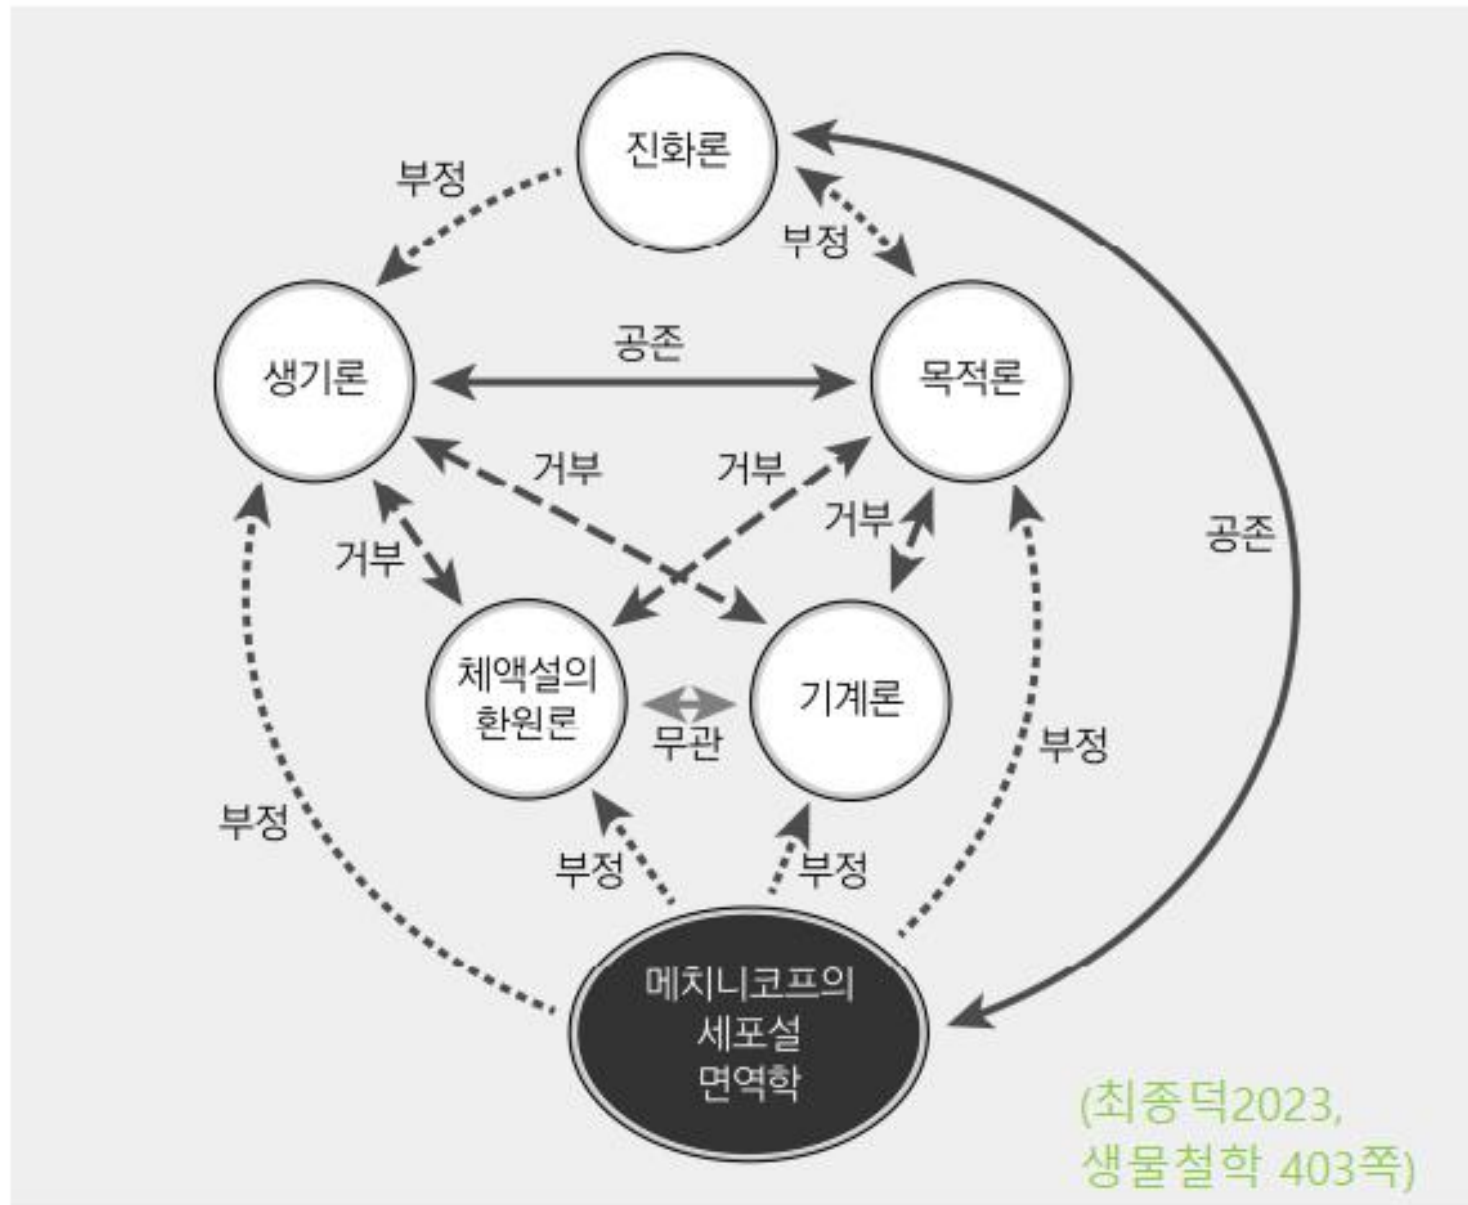 진화론
부정
부정
공존
생기론
목적론
거부
거부
거부
거부
공존
체액설의
환원론
기계론
무관
부정
부정
부정
부정
메치니코프의
세포설
면역학
(최종덕2023,
생물철학 403쪽)